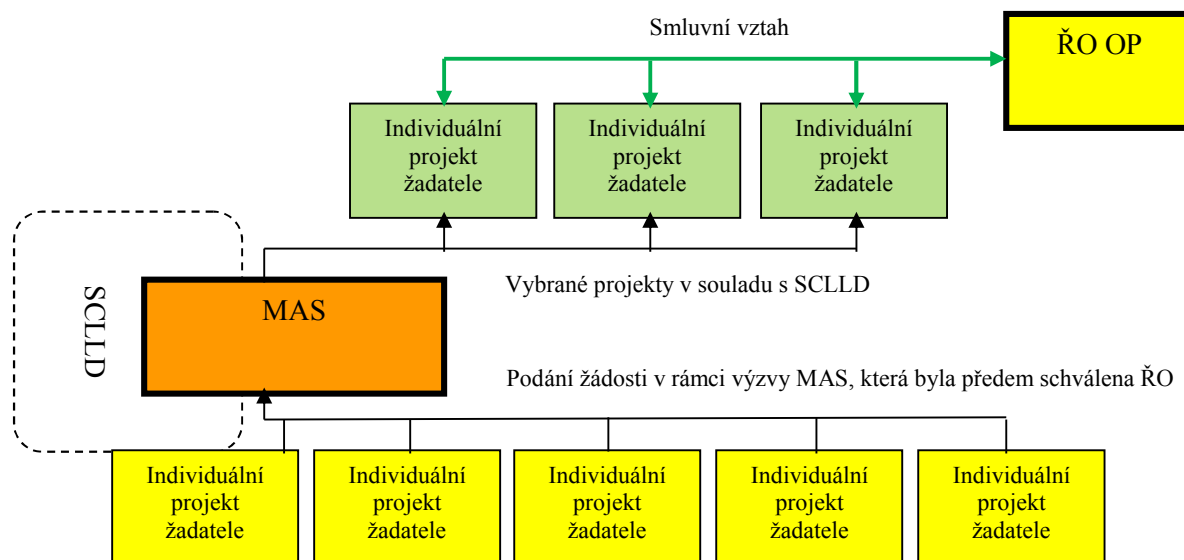 Smluvní vztah
ŘO OP
Individuální
projekt
žadatele
Individuální
projekt
žadatele
Individuální
projekt
žadatele
SCLLD
MAS
Vybrané projekty v souladu s SCLLD
Podání žádosti v rámci výzvy MAS, která byla předem schválena ŘO
Individuální
projekt
žadatele
Individuální
projekt
žadatele
Individuální
projekt
žadatele
Individuální
projekt
žadatele
Individuální
projekt
žadatele